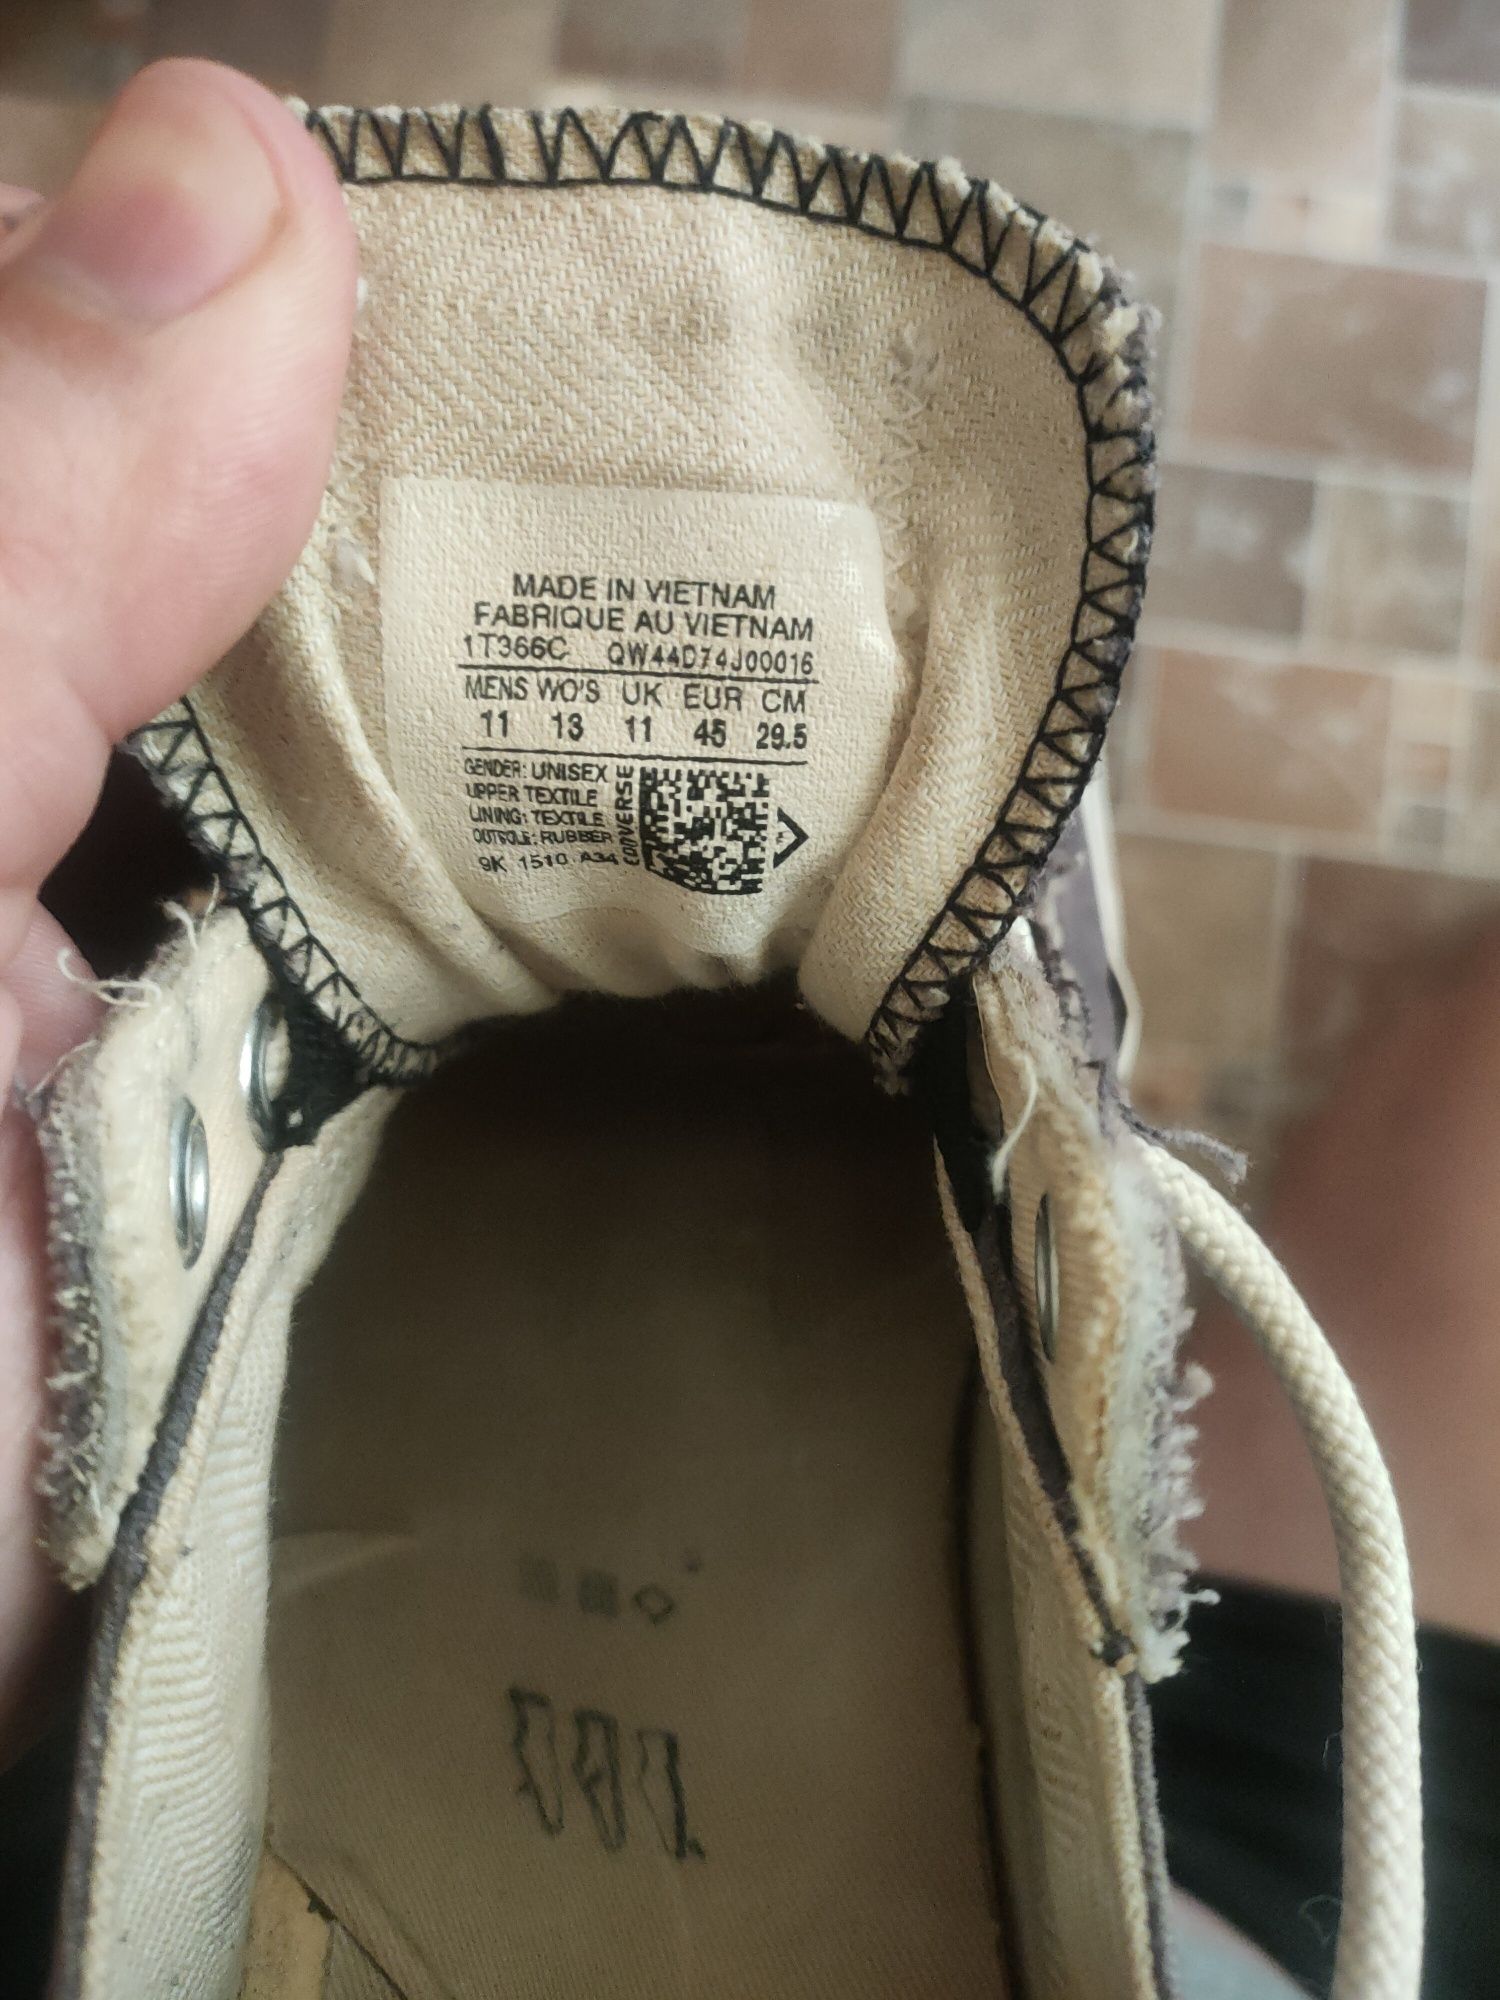 MADE IN VIETNAM
FABRIQUE AU VIETNAM
1T366C QW44D74J00016
MENS WO'S UK EUR CM
11 13 11 45 29.5
GENDER: UNISEX
UPPER TEXTILE
LINING: TEXTILE
OUTSOLE: RUBBER
9K 1510 A34
CONVERSE